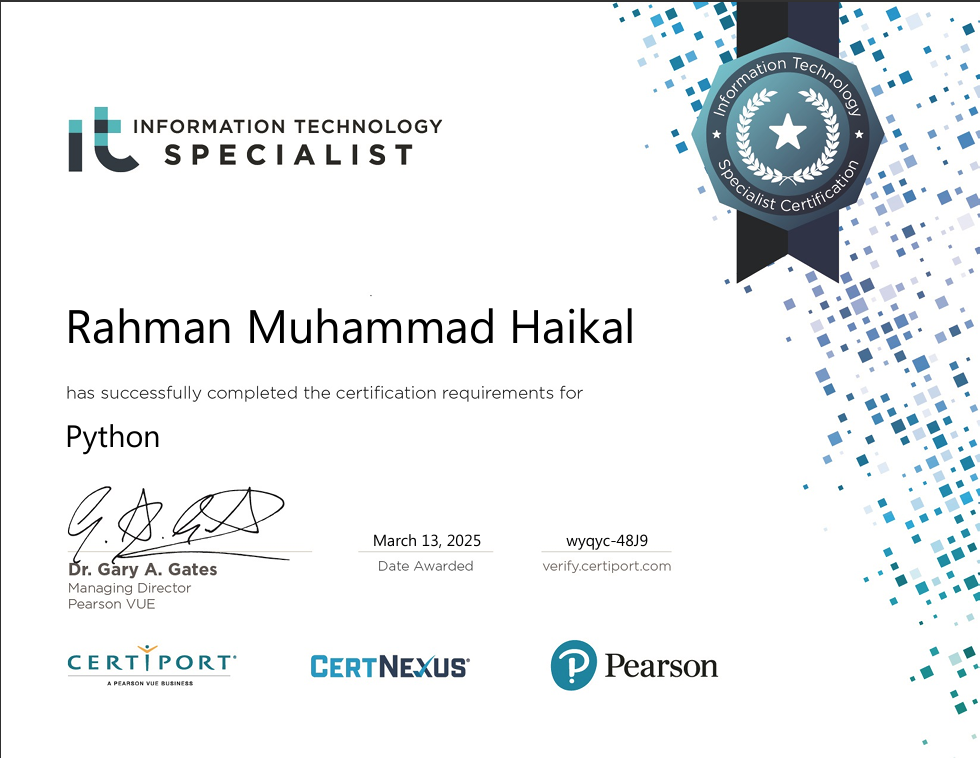 Information Technology
Specialist Certification
it INFORMATION TECHNOLOGY
SPECIALIST
Rahman Muhammad Haikal
has successfully completed the certification requirements for
Python
March 13, 2025
wyqyc-48J9
Dr. Gary A. Gates
Date Awarded
verify.certiport.com
Managing Director
Pearson VUE
CERTIPORT®
A PEARSON VUE BUSINESS
CERTNEXUS®
P Pearson